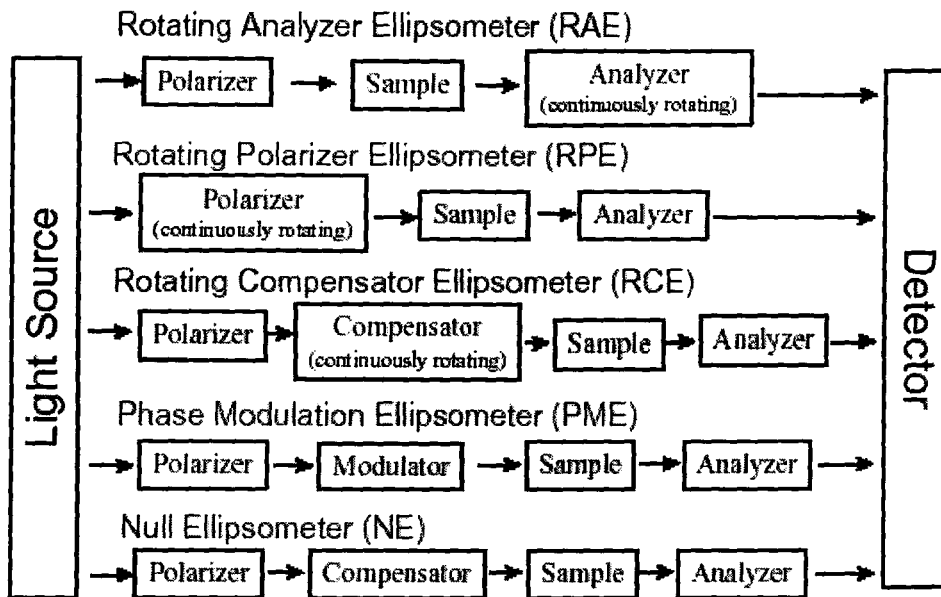 Rotating Analyzer Ellipsometer (RAE)
Polarizer
Sample
Analyzer
(continuously rotating)
Rotating Polarizer Ellipsometer (RPE)
Polarizer
(continuously rotating)
Sample
Analyzer
Rotating Compensator Ellipsometer (RCE)
Polarizer
Compensator
(continuously rotating)
Sample
Analyzer
Phase Modulation Ellipsometer (PME)
Polarizer
Modulator
Sample
Analyzer
Null Ellipsometer (NE)
Polarizer
Compensator
Sample
Analyzer
Light Source
Detector